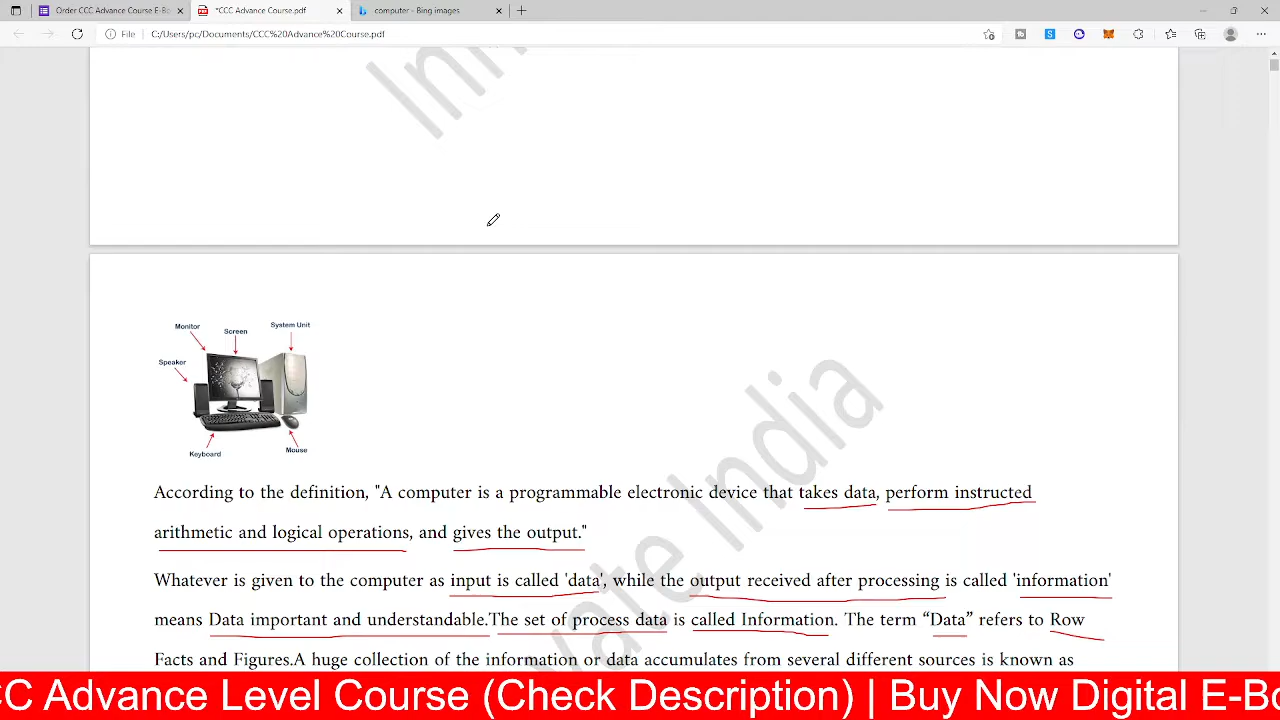 Order CCC Advance Course E-Bo
*CCC Advance Course.pdf
computer - Bing images
File
C:/Users/pc/Documents/CCC%20Advance%20Course.pdf
Monitor
Screen
System Unit
Speaker
Keyboard
Mouse
According to the definition, "A computer is a programmable electronic device that takes data, perform instructed
arithmetic and logical operations, and gives the output."
Whatever is given to the computer as input is called 'data', while the output received after processing is called 'information'
means Data important and understandable.The set of process data is called Information. The term “Data” refers to Row
Facts and Figures.A huge collection of the information or data accumulates from several different sources is known as
vate India
CC Advance Level Course (Check Description) | Buy Now Digital E-Bo